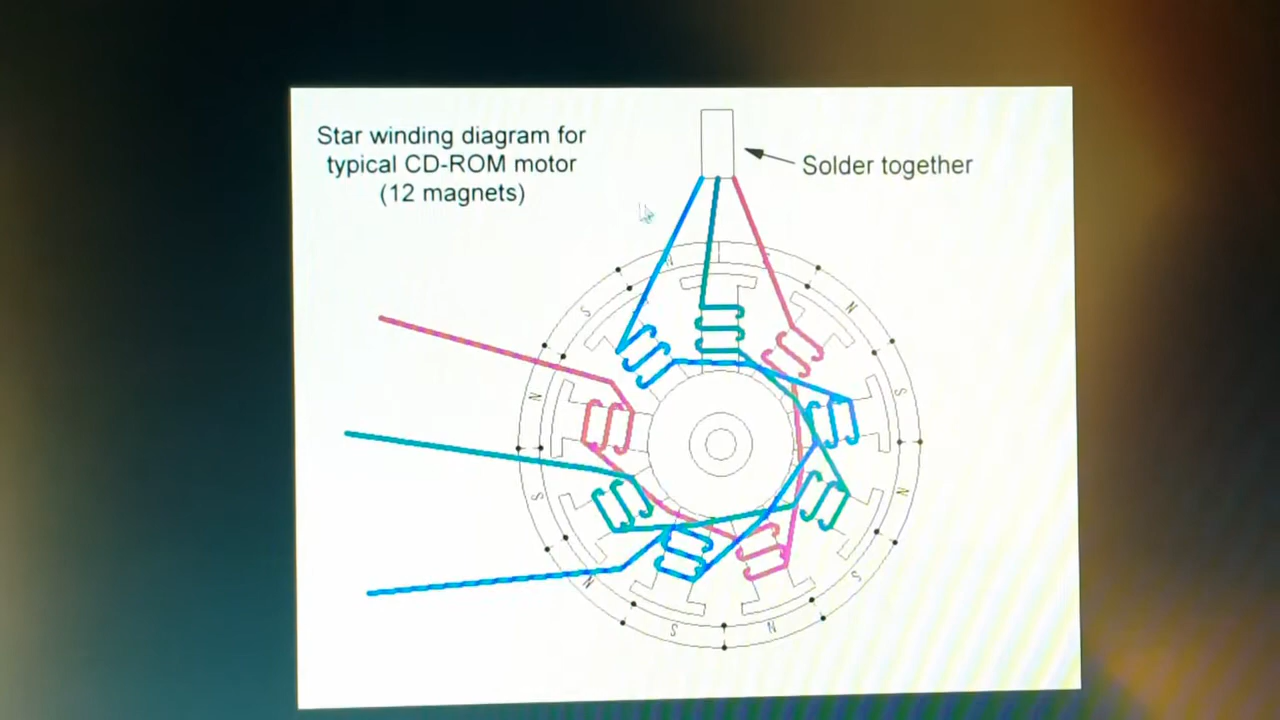 Star winding diagram for
typical CD-ROM motor
(12 magnets)
Solder together
N
S
N
S
N
S
N
S
N
S
N